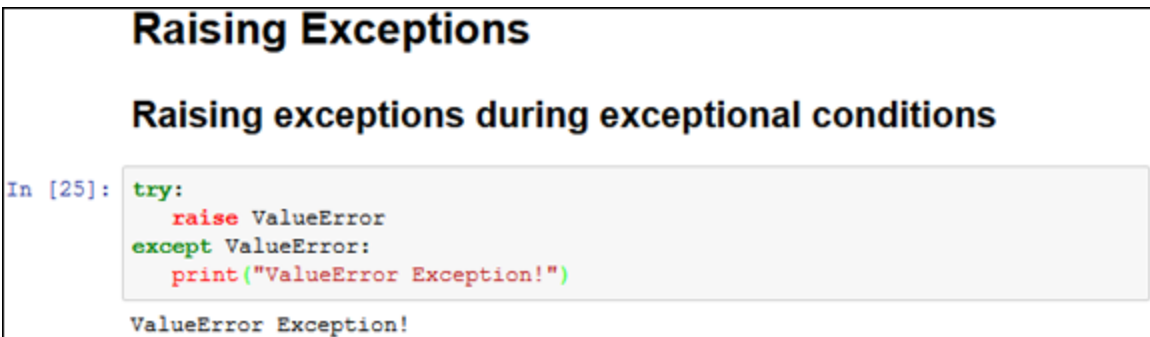 Raising Exceptions
Raising exceptions during exceptional conditions
In [25]: try:
   raise ValueError
except ValueError:
   print("ValueError Exception!")
ValueError Exception!